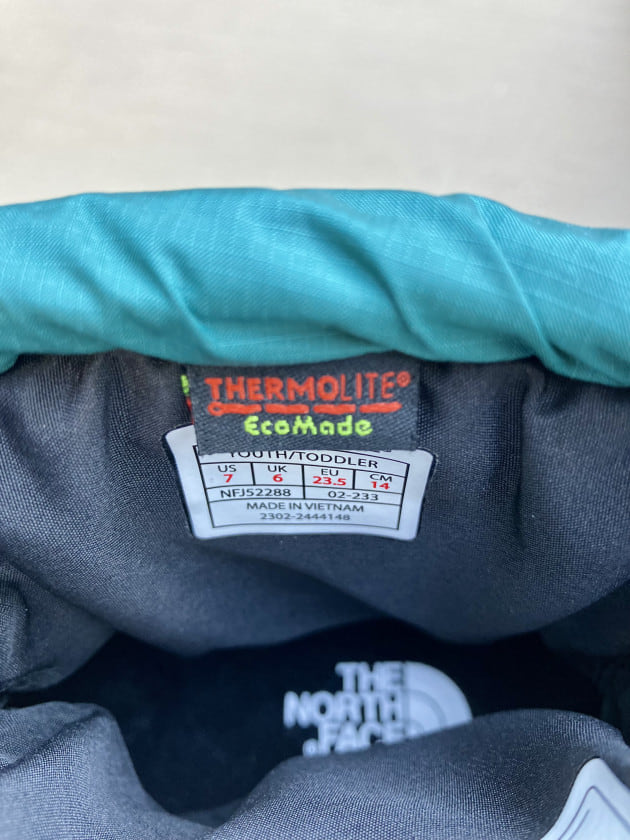 THERMOLITE®
EcoMade
YOUTH/TODDLER
US UK EU CM
7 6 23.5 14
NFJ52288 02-233
MADE IN VIETNAM
2302-2444148
THE
NORTH
FACE